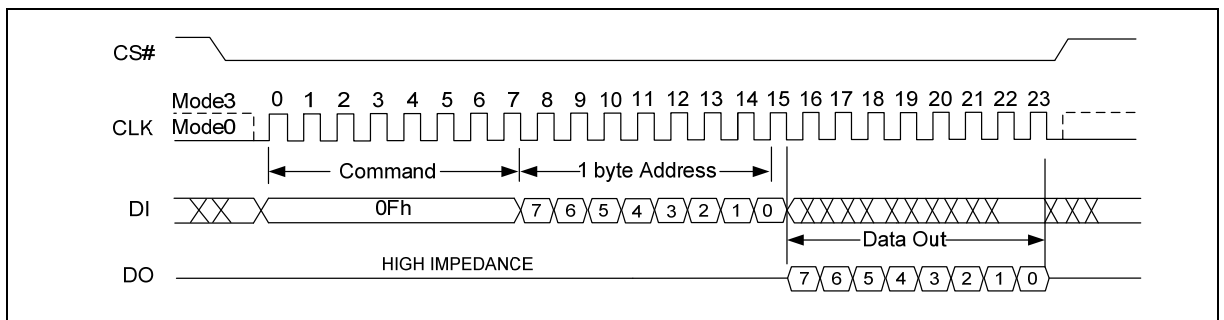 CS#
Mode3 0 1 2 3 4 5 6 7 8 9 10 11 12 13 14 15 16 17 18 19 20 21 22 23
CLK Mode0
Command 1 byte Address
DI 0Fh 7 6 5 4 3 2 1 0
Data Out
DO HIGH IMPEDANCE 7 6 5 4 3 2 1 0